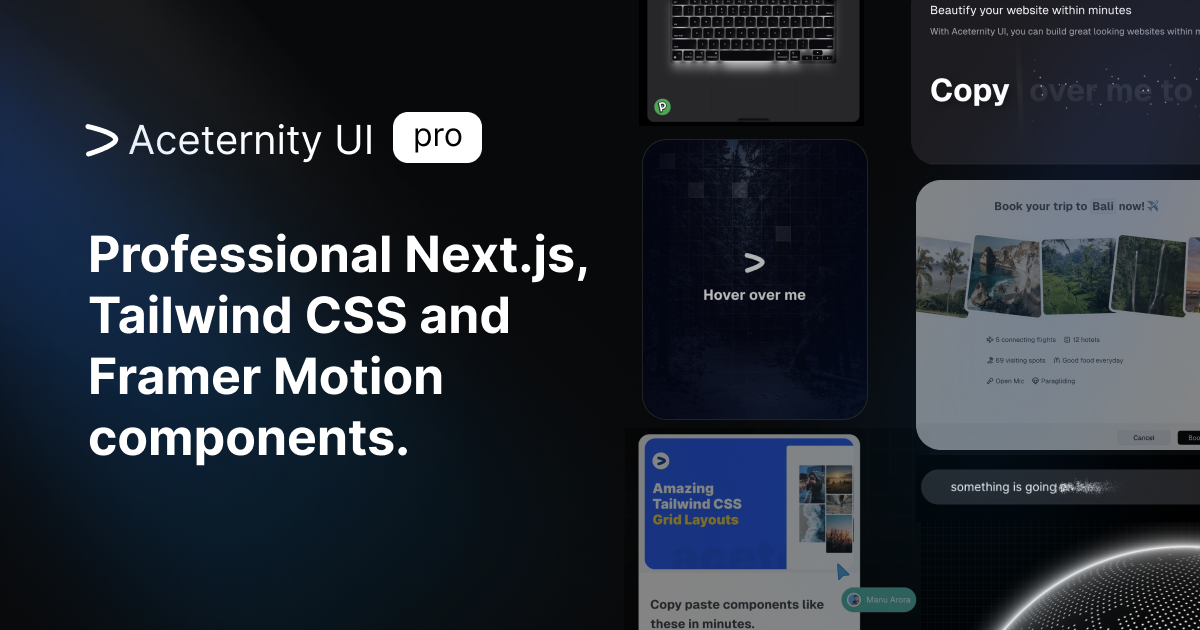 Aceternity UI pro
Professional Next.js,
Tailwind CSS and
Framer Motion
components.
P
Hover over me
Amazing
Tailwind CSS
Grid Layouts
Copy paste components like
these in minutes.
Manu Arora
Beautify your website within minutes
With Aceternity UI, you can build great looking websites within
Copy over me to
Book your trip to Bali now! ✈️
5 connecting flights 12 hotels
69 visiting spots Good food everyday
Open Mic Paragliding
Cancel Boo
something is going